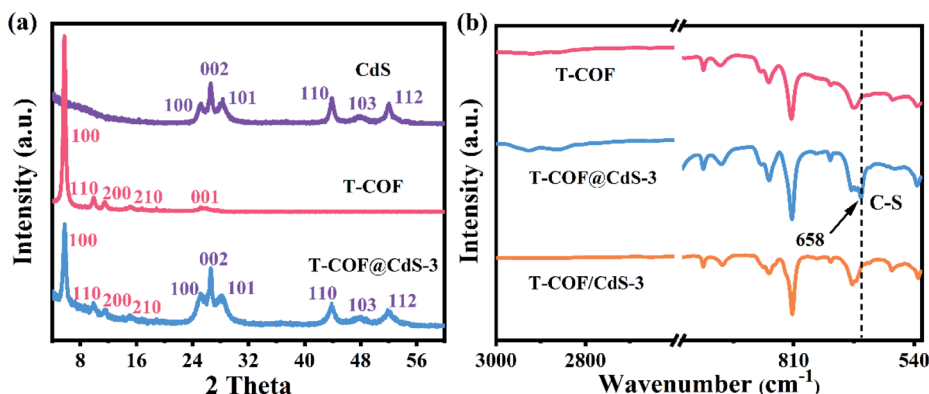 (a)
Intensity (a.u.)
CdS
002
100
101
110
103
112
100
T-COF
110
200
210
001
T-COF@CdS-3
100
002
110
200
210
100
101
110
103
112
8 16 24 32 40 48 56
2 Theta
(b)
Intensity (a.u.)
T-COF
T-COF@CdS-3
C-S
658
T-COF/CdS-3
3000 2800 810 540
Wavenumber (cm⁻¹)